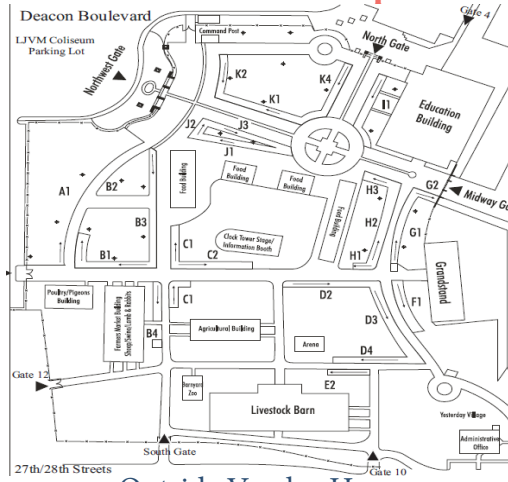 Deacon Boulevard
Gate 4
LJVM Coliseum
Parking Lot
Command Post
North Gate
Northwest Gate
K2
K4
K1
I1
Education
Building
J2
J3
J1
Food Building
Food
Building
Food
Building
Food Building
A1
B2
B3
B1
H3
H2
H1
G2
Midway Ga
G1
Clock Tower Stage/
Information Booth
C1
C2
Grandstand
Poultry/Pigeons
Building
Farmers Market Building
Sheep/Swine/Lamb & Rabbits
C1
B4
Agricultural Building
D2
D3
F1
Arena
D4
Gate 12
Barnyard
Zoo
E2
Livestock Barn
Yesterday Village
Administrative
Office
South Gate
Gate 10
27th/28th Streets